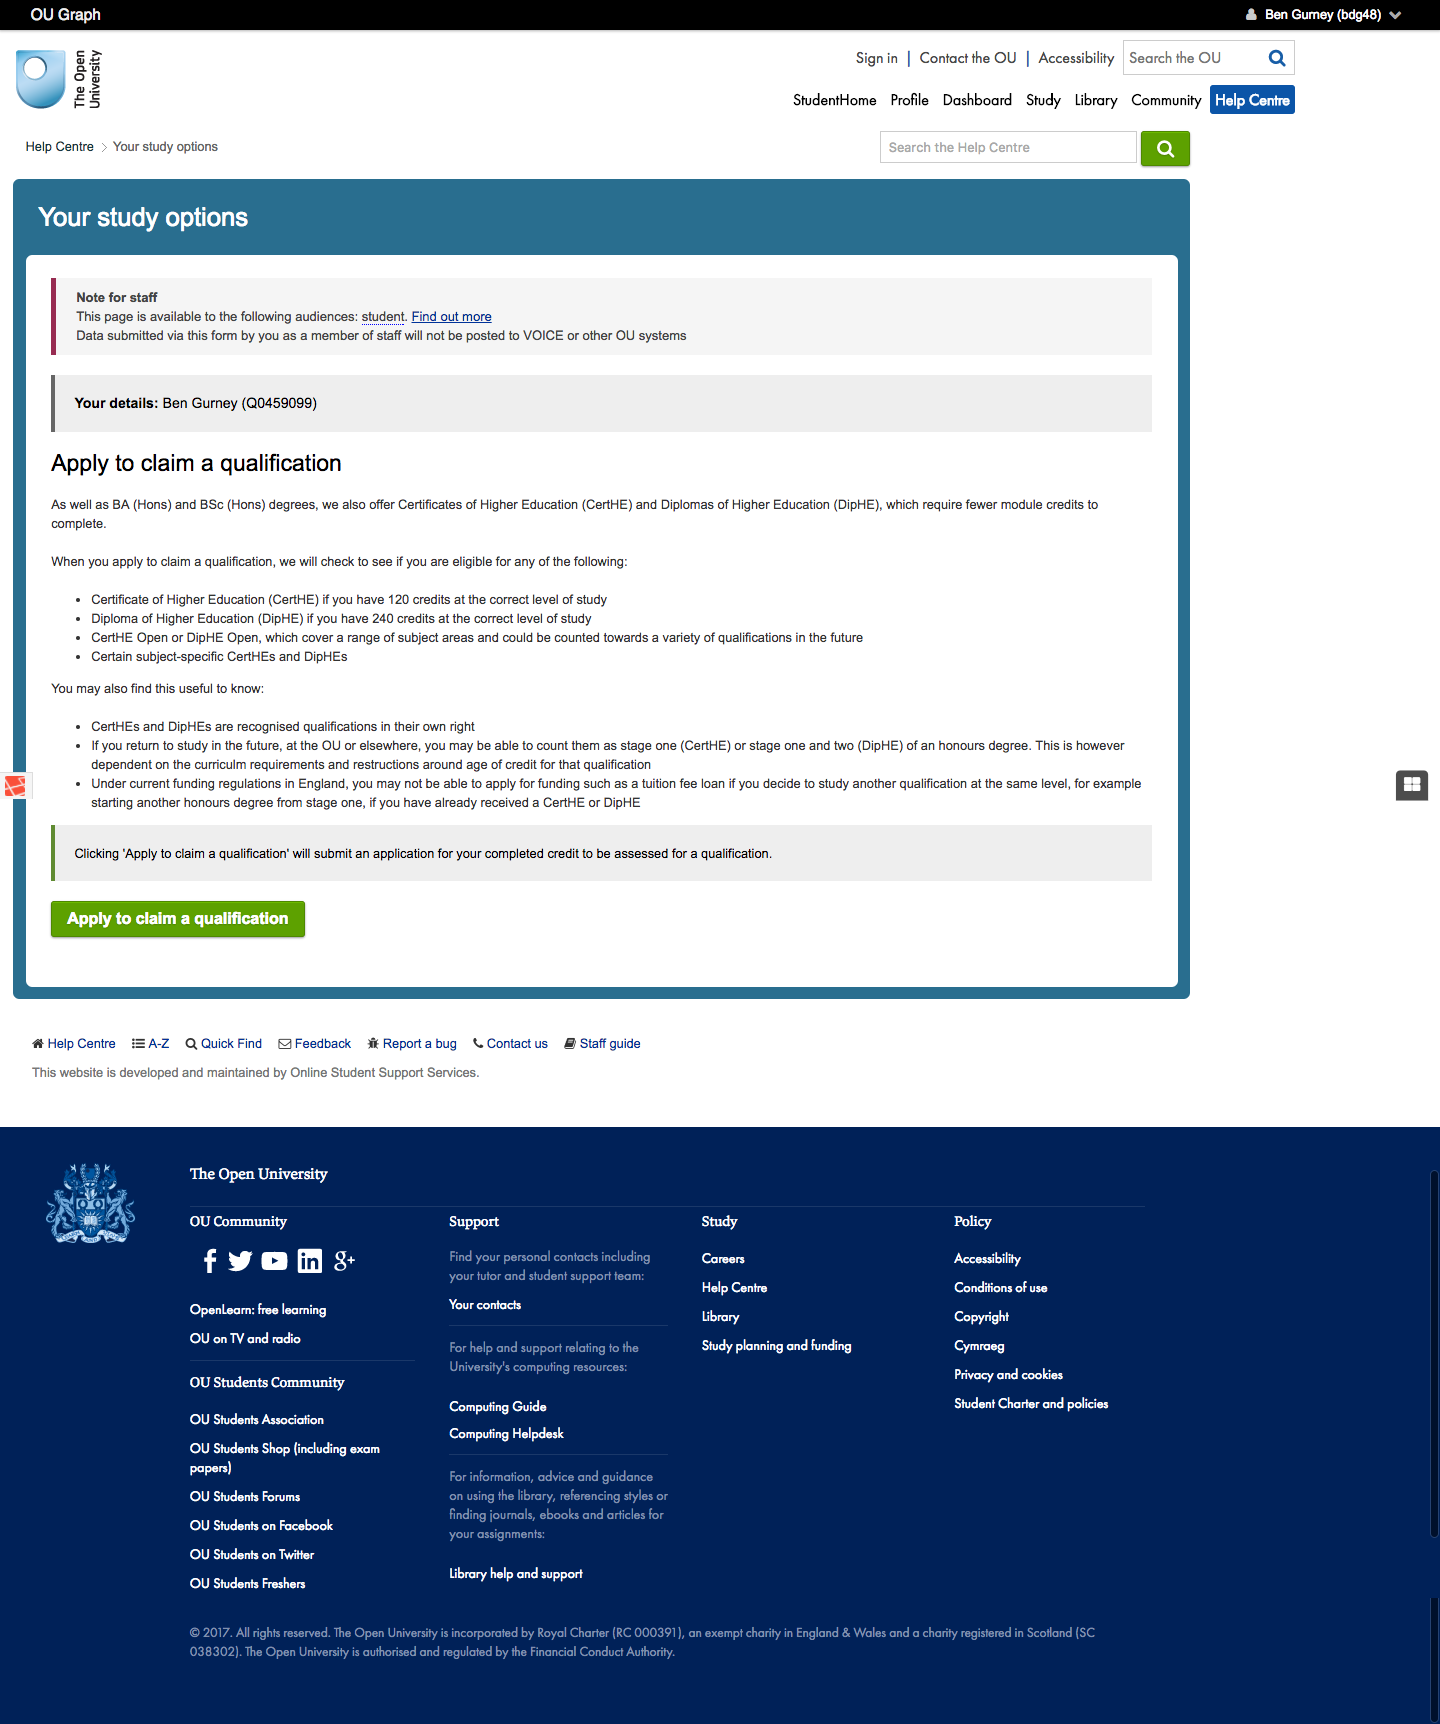 OU Graph
Ben Gurney (bdg48)
The Open
University
Sign in | Contact the OU | Accessibility
Search the OU
StudentHome Profile Dashboard Study Library Community Help Centre
Help Centre > Your study options
Search the Help Centre
Your study options
Note for staff
This page is available to the following audiences: student. Find out more
Data submitted via this form by you as a member of staff will not be posted to VOICE or other OU systems
Your details: Ben Gurney (Q0459099)
Apply to claim a qualification
As well as BA (Hons) and BSc (Hons) degrees, we also offer Certificates of Higher Education (CertHE) and Diplomas of Higher Education (DipHE), which require fewer module credits to
complete.
When you apply to claim a qualification, we will check to see if you are eligible for any of the following:
• Certificate of Higher Education (CertHE) if you have 120 credits at the correct level of study
• Diploma of Higher Education (DipHE) if you have 240 credits at the correct level of study
• CertHE Open or DipHE Open, which cover a range of subject areas and could be counted towards a variety of qualifications in the future
• Certain subject-specific CertHEs and DipHEs
You may also find this useful to know:
• CertHEs and DipHEs are recognised qualifications in their own right
• If you return to study in the future, at the OU or elsewhere, you may be able to count them as stage one (CertHE) or stage one and two (DipHE) of an honours degree. This is however
dependent on the curriculm requirements and restructions around age of credit for that qualification
• Under current funding regulations in England, you may not be able to apply for funding such as a tuition fee loan if you decide to study another qualification at the same level, for example
starting another honours degree from stage one, if you have already received a CertHE or DipHE
Clicking 'Apply to claim a qualification' will submit an application for your completed credit to be assessed for a qualification.
Apply to claim a qualification
Help Centre A-Z Quick Find Feedback Report a bug Contact us Staff guide
This website is developed and maintained by Online Student Support Services.
The Open University
OU Community
OpenLearn: free learning
OU on TV and radio
OU Students Community
OU Students Association
OU Students Shop (including exam
papers)
OU Students Forums
OU Students on Facebook
OU Students on Twitter
OU Students Freshers
Support
Find your personal contacts including
your tutor and student support team:
Your contacts
For help and support relating to the
University's computing resources:
Computing Guide
Computing Helpdesk
For information, advice and guidance
on using the library, referencing styles or
finding journals, ebooks and articles for
your assignments:
Library help and support
Study
Careers
Help Centre
Library
Study planning and funding
Policy
Accessibility
Conditions of use
Copyright
Cymraeg
Privacy and cookies
Student Charter and policies
© 2017. All rights reserved. The Open University is incorporated by Royal Charter (RC 000391), an exempt charity in England & Wales and a charity registered in Scotland (SC
038302). The Open University is authorised and regulated by the Financial Conduct Authority.